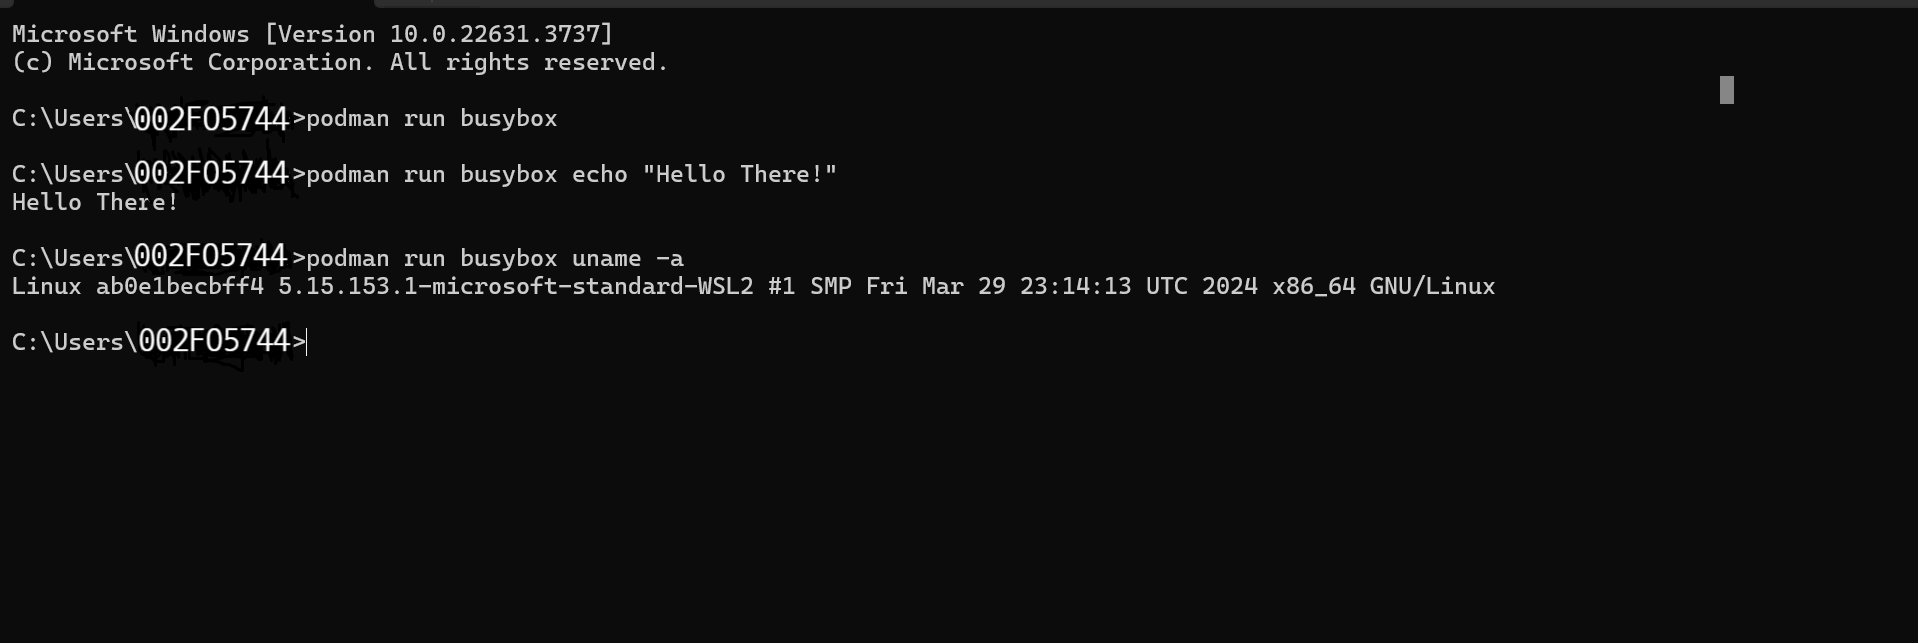 Microsoft Windows [Version 10.0.22631.3737]
(c) Microsoft Corporation. All rights reserved.
C:\Users\002FO5744>podman run busybox
C:\Users\002FO5744>podman run busybox echo "Hello There!"
Hello There!
C:\Users\002FO5744>podman run busybox uname -a
Linux ab0e1becbff4 5.15.153.1-microsoft-standard-WSL2 #1 SMP Fri Mar 29 23:14:13 UTC 2024 x86_64 GNU/Linux
C:\Users\002FO5744>